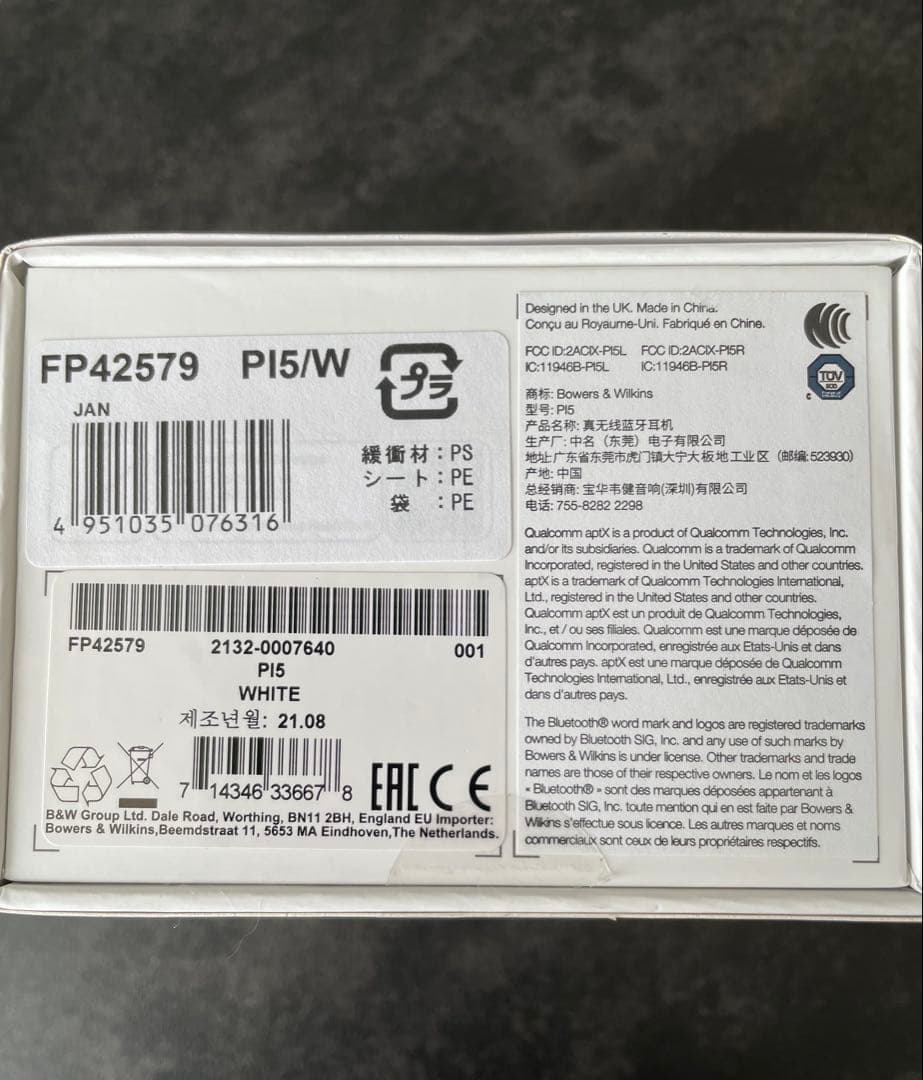 FP42579 PI5/W
プラ
JAN
4 951035 076316
緩衝材：PS
シート：PE
袋　：PE
FP42579 2132-0007640 001
PI5
WHITE
제조년월: 21.08
7 14346 33667 8
EAC CE
B&W Group Ltd. Dale Road, Worthing, BN11 2BH, England EU Importer:
Bowers & Wilkins,Beemdstraat 11, 5653 MA Eindhoven,The Netherlands.
Designed in the UK. Made in China.
Conçu au Royaume-Uni. Fabriqué en Chine.
FCC ID:2ACIX-PI5L FCC ID:2ACIX-PI5R
IC:11946B-PI5L IC:11946B-PI5R
TÜV
商标: Bowers & Wilkins
型号: PI5
产品名称: 真无线蓝牙耳机
生产厂: 中名（东莞）电子有限公司
地址:广东省东莞市虎门镇大宁大板地工业区（邮编:523930)
产地: 中国
总经销商: 宝华韦健音响(深圳)有限公司
电话: 755-8282 2298
Qualcomm aptX is a product of Qualcomm Technologies, Inc.
and/or its subsidiaries. Qualcomm is a trademark of Qualcomm
Incorporated, registered in the United States and other countries.
aptX is a trademark of Qualcomm Technologies International,
Ltd., registered in the United States and other countries.
Qualcomm aptX est un produit de Qualcomm Technologies,
Inc., et / ou ses filiales. Qualcomm est une marque déposée de
Qualcomm Incorporated, enregistrée aux Etats-Unis et dans
d'autres pays. aptX est une marque déposée de Qualcomm
Technologies International, Ltd., enregistrée aux Etats-Unis et
dans d'autres pays.
The Bluetooth® word mark and logos are registered trademarks
owned by Bluetooth SIG, Inc. and any use of such marks by
Bowers & Wilkins is under license. Other trademarks and trade
names are those of their respective owners. Le nom et les logos
« Bluetooth® » sont des marques déposées appartenant à
Bluetooth SIG, Inc. toute mention qui en est faite par Bowers &
Wilkins s'effectue sous licence. Les autres marques et noms
commerciaux sont ceux de leurs propriétaires respectifs.